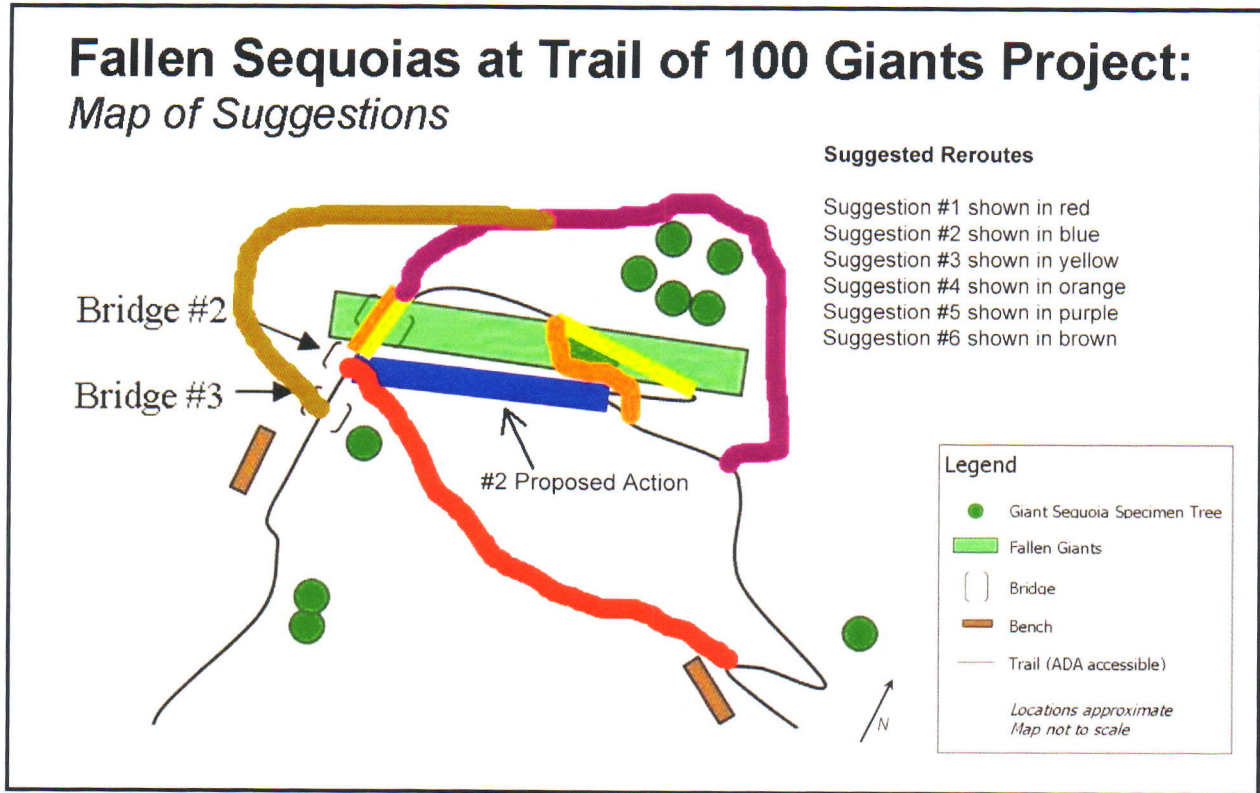 Fallen Sequoias at Trail of 100 Giants Project:
Map of Suggestions
Suggested Reroutes
Suggestion #1 shown in red
Suggestion #2 shown in blue
Suggestion #3 shown in yellow
Suggestion #4 shown in orange
Suggestion #5 shown in purple
Suggestion #6 shown in brown
Bridge #2
Bridge #3
#2 Proposed Action
Legend
Giant Sequoia Specimen Tree
Fallen Giants
Bridge
Bench
Trail (ADA accessible)
Locations approximate
Map not to scale
N